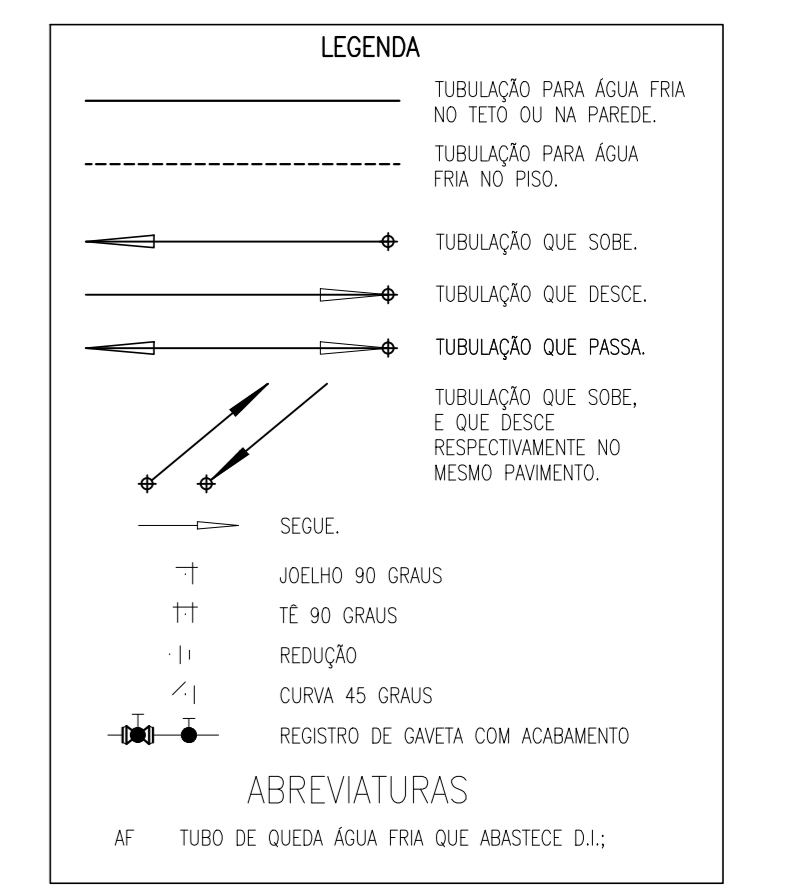 LEGENDA
TUBULAÇÃO PARA ÁGUA FRIA
NO TETO OU NA PAREDE.
TUBULAÇÃO PARA ÁGUA
FRIA NO PISO.
TUBULAÇÃO QUE SOBE.
TUBULAÇÃO QUE DESCE.
TUBULAÇÃO QUE PASSA.
TUBULAÇÃO QUE SOBE,
E QUE DESCE
RESPECTIVAMENTE NO
MESMO PAVIMENTO.
SEGUE.
JOELHO 90 GRAUS
TÊ 90 GRAUS
REDUÇÃO
CURVA 45 GRAUS
REGISTRO DE GAVETA COM ACABAMENTO
ABREVIATURAS
AF TUBO DE QUEDA ÁGUA FRIA QUE ABASTECE D.I.;